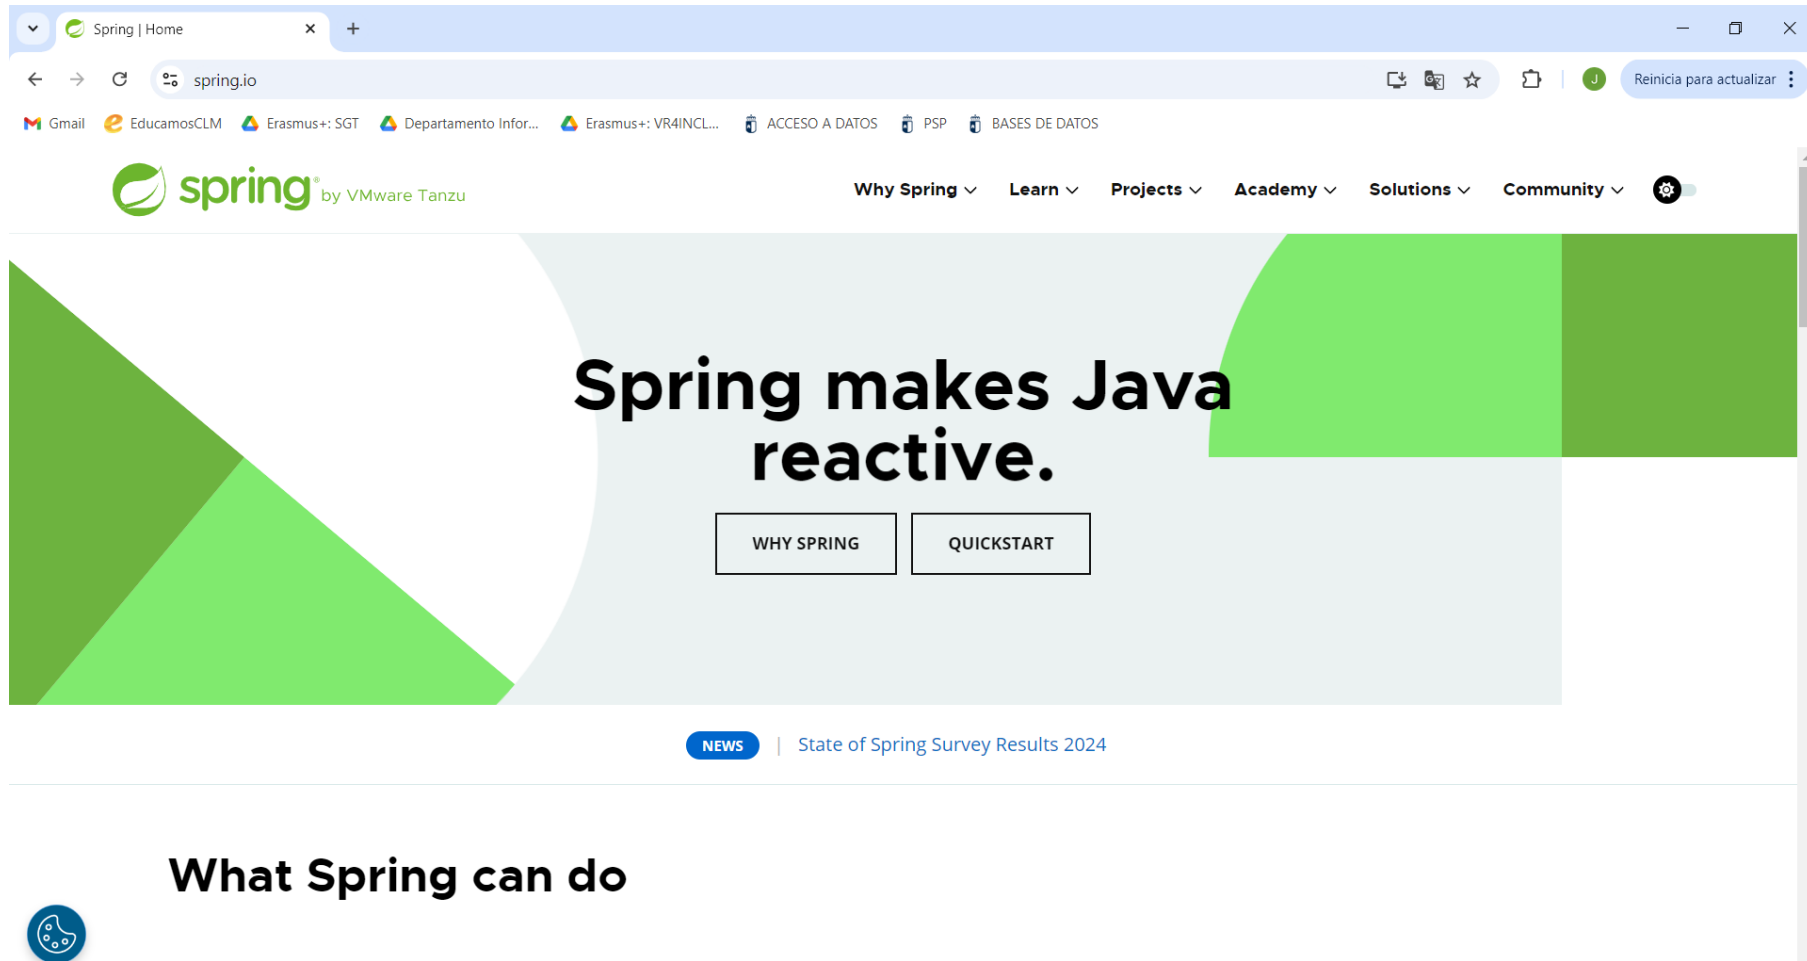 Spring | Home
spring.io
Reinicia para actualizar
Gmail EducamosCLM Erasmus+: SGT Departamento Infor... Erasmus+: VR4INCL... ACCESO A DATOS PSP BASES DE DATOS
spring® by VMware Tanzu
Why Spring Learn Projects Academy Solutions Community
Spring makes Java
reactive.
WHY SPRING QUICKSTART
NEWS | State of Spring Survey Results 2024
What Spring can do